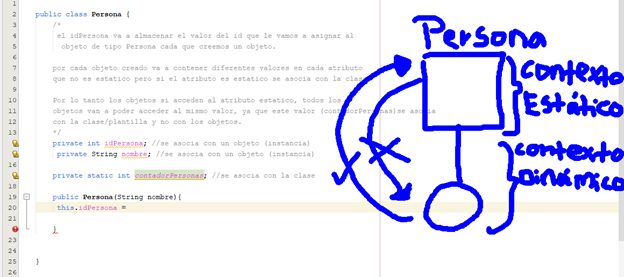 1
2 public class Persona {
3 /*
4 el idPersona va a almacenar el valor del id que le vamos a asignar al
5 objeto de tipo Persona cada que creemos un objeto.
6
7 por cada objeto creado va a contener diferentes valores en cada atributo
8 que no es estatico pero si el atributo es estatico se asocia con la clas
9
10 Por lo tanto los objetos si acceden al atributo estatico, todos los
11 objetos van a poder acceder al mismo valor, ya que este valor (contadorPersonas)se asocia
12 con la clase/plantilla y no con los objetos.
13 */
private int idPersona; //se asocia con un objeto (instancia)
private String nombre; //se asocia con un objeto (instancia)
16
private static int contadorPersonas; //se asocia con la clase
18
19 public Persona(String nombre){
20 this.idPersona =
21
}
23
24
25 }
26
Persona
contexto
Estático
contexto
Dinámico